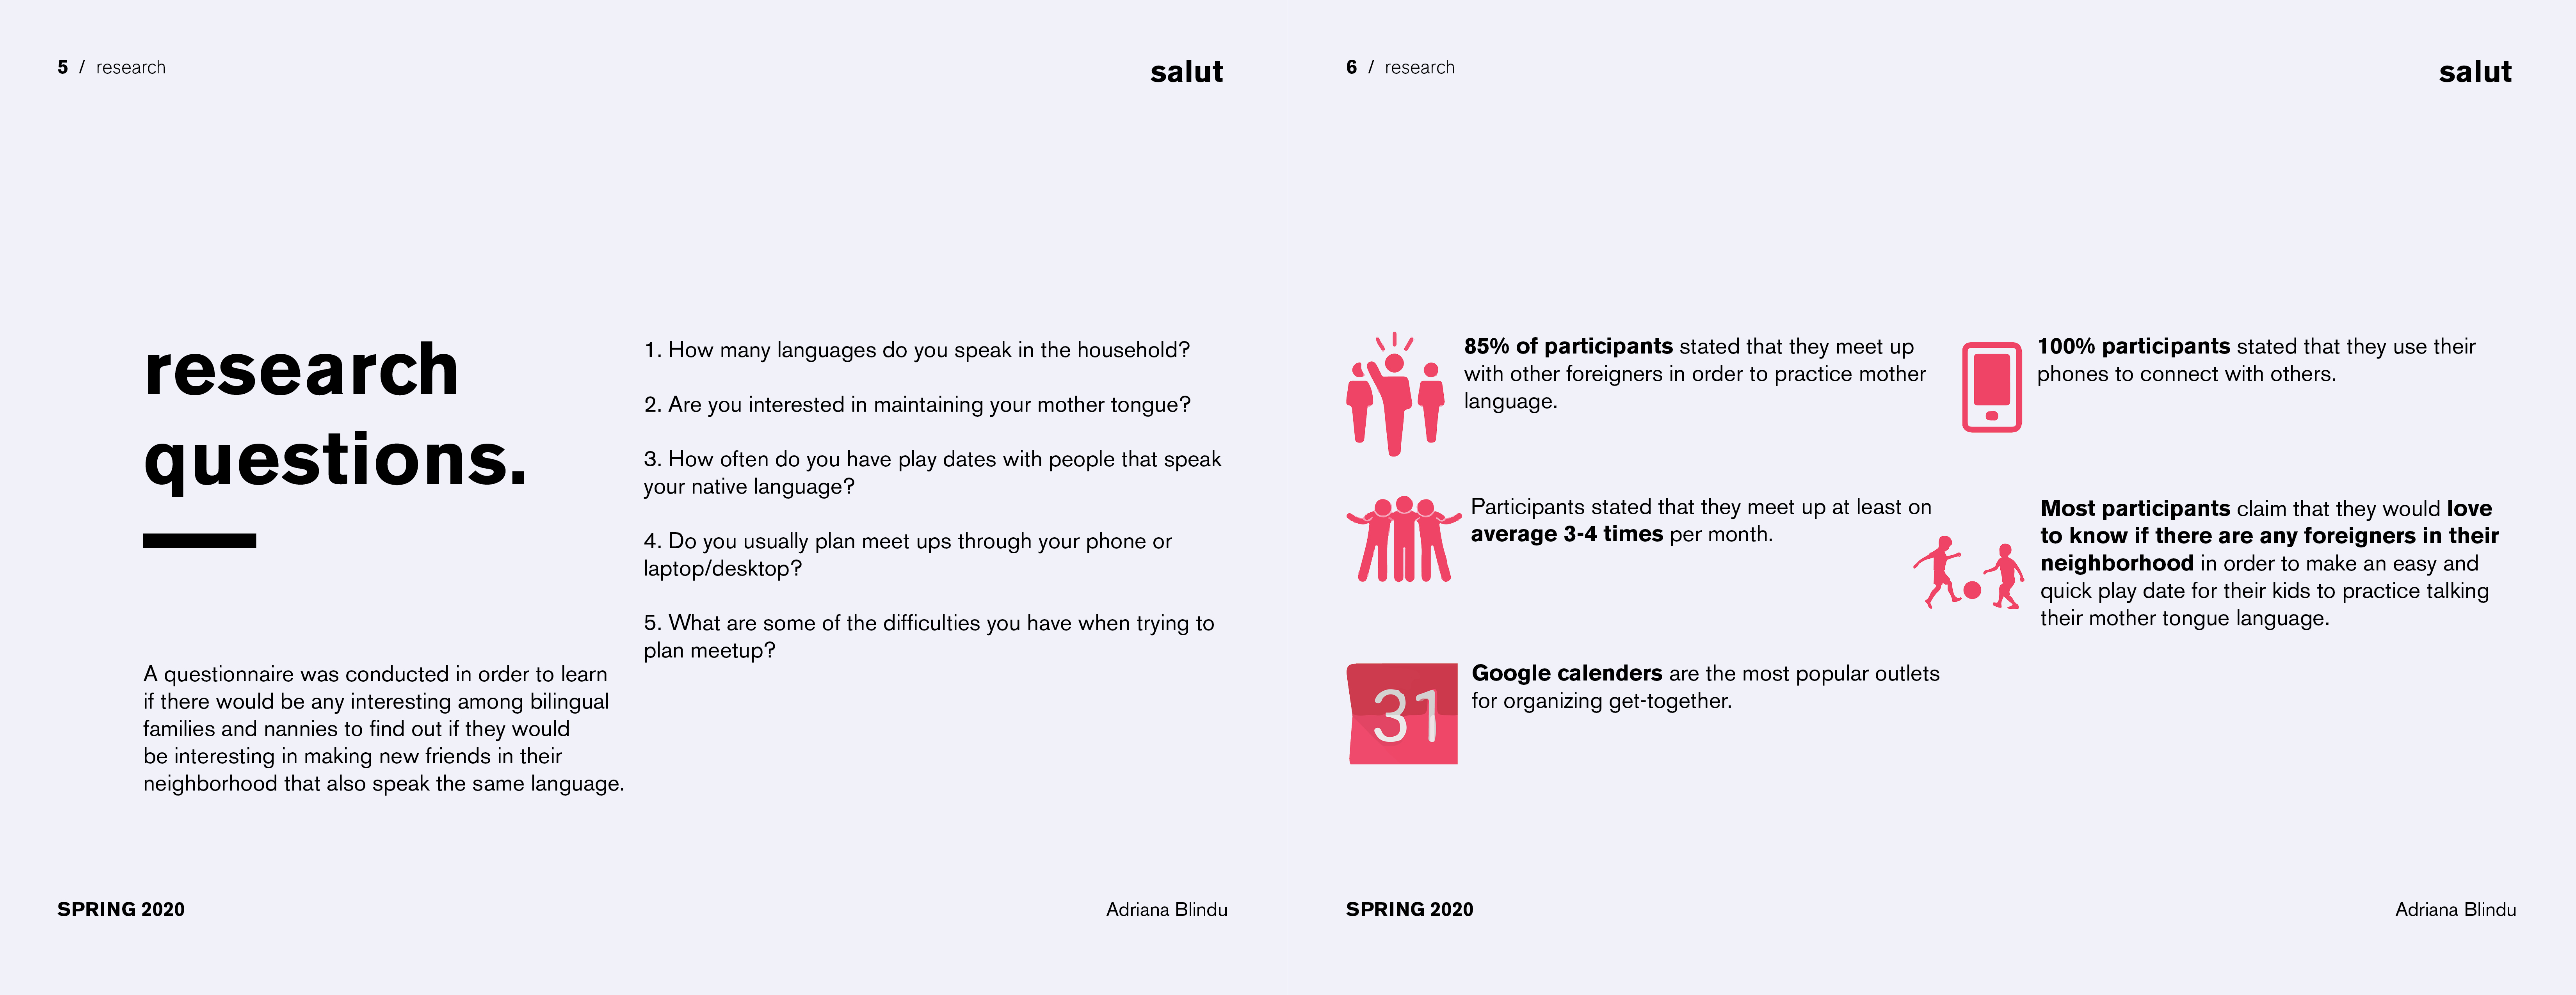 5 / research
salut
research
questions.
A questionnaire was conducted in order to learn
if there would be any interesting among bilingual
families and nannies to find out if they would
be interesting in making new friends in their
neighborhood that also speak the same language.
1. How many languages do you speak in the household?
2. Are you interested in maintaining your mother tongue?
3. How often do you have play dates with people that speak
your native language?
4. Do you usually plan meet ups through your phone or
laptop/desktop?
5. What are some of the difficulties you have when trying to
plan meetup?
SPRING 2020
Adriana Blindu
6 / research
salut
85% of participants stated that they meet up
with other foreigners in order to practice mother
language.
Participants stated that they meet up at least on
average 3-4 times per month.
31
Google calenders are the most popular outlets
for organizing get-together.
100% participants stated that they use their
phones to connect with others.
Most participants claim that they would love
to know if there are any foreigners in their
neighborhood in order to make an easy and
quick play date for their kids to practice talking
their mother tongue language.
SPRING 2020
Adriana Blindu